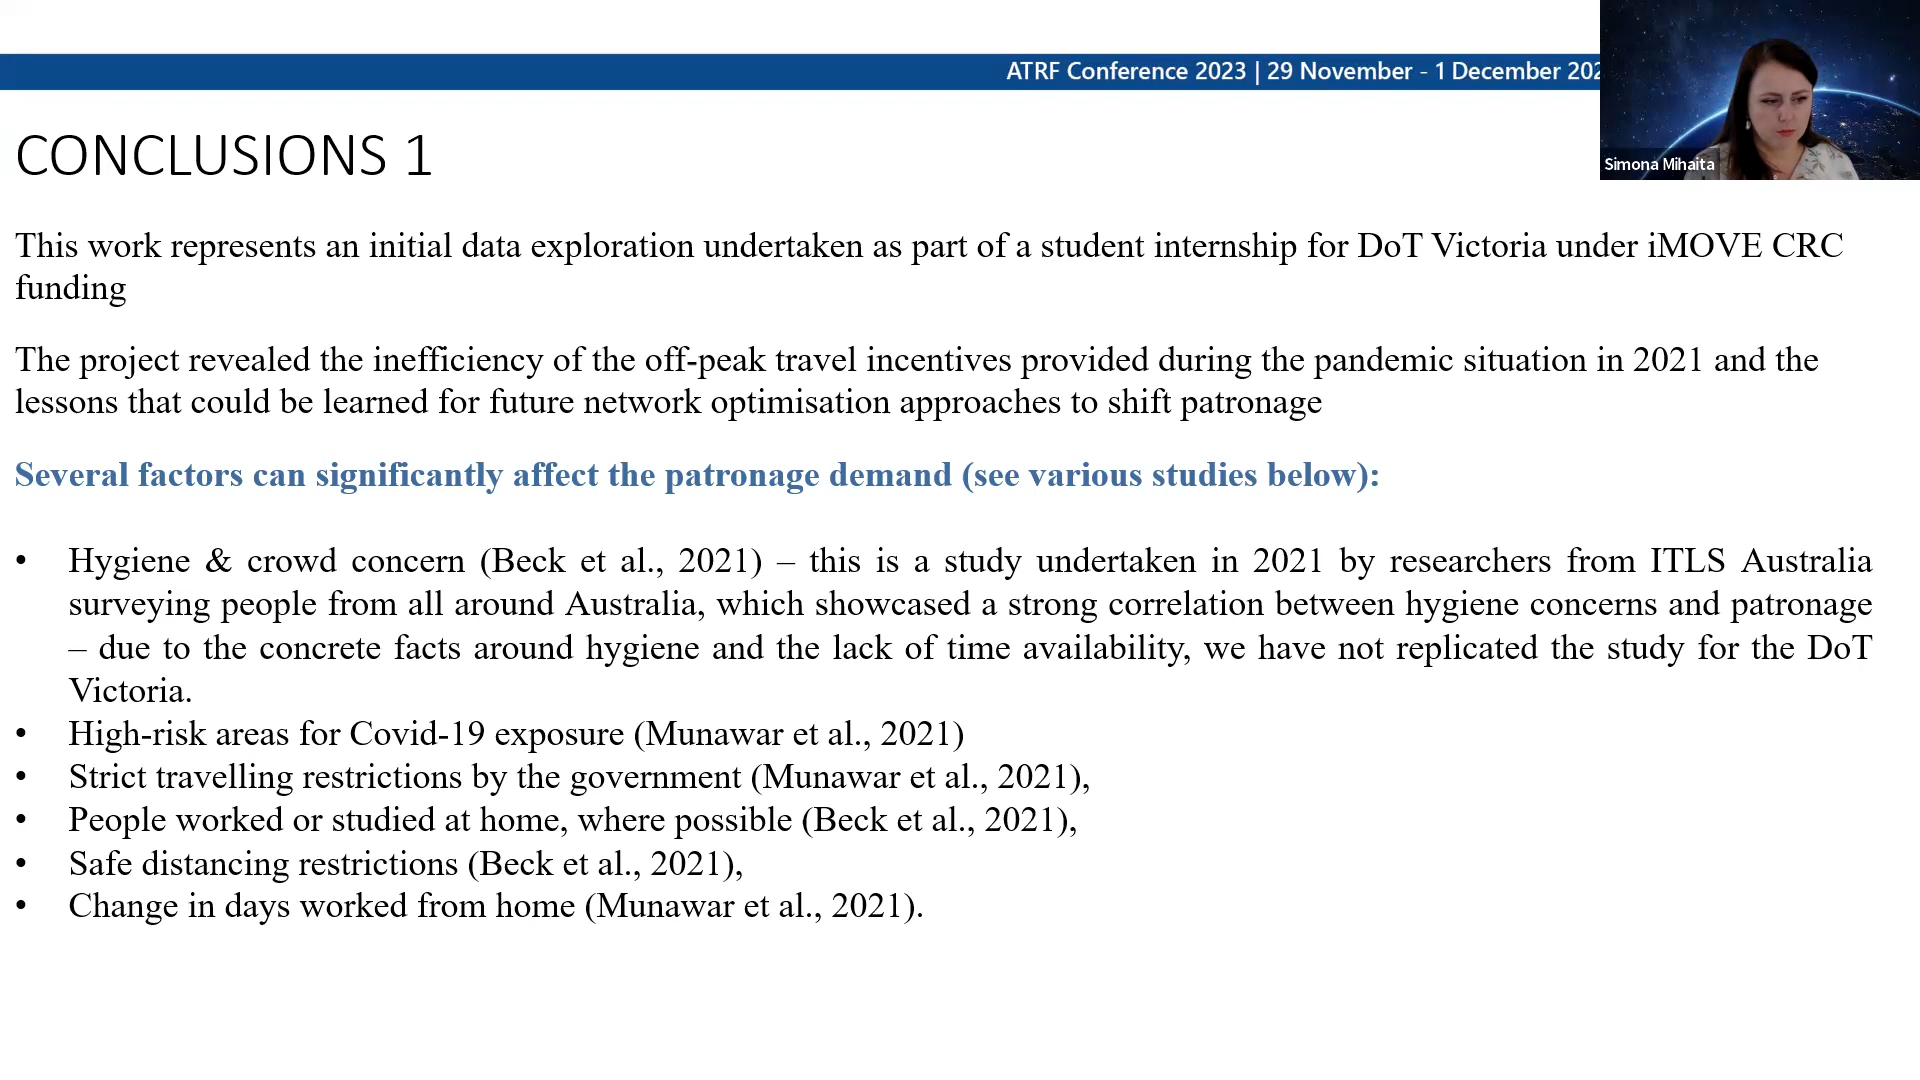 ATRF Conference 2023 | 29 November - 1 December 202
Simona Mihaita
CONCLUSIONS 1
This work represents an initial data exploration undertaken as part of a student internship for DoT Victoria under iMOVE CRC
funding
The project revealed the inefficiency of the off-peak travel incentives provided during the pandemic situation in 2021 and the
lessons that could be learned for future network optimisation approaches to shift patronage
Several factors can significantly affect the patronage demand (see various studies below):
• Hygiene & crowd concern (Beck et al., 2021) – this is a study undertaken in 2021 by researchers from ITLS Australia
surveying people from all around Australia, which showcased a strong correlation between hygiene concerns and patronage
– due to the concrete facts around hygiene and the lack of time availability, we have not replicated the study for the DoT
Victoria.
• High-risk areas for Covid-19 exposure (Munawar et al., 2021)
• Strict travelling restrictions by the government (Munawar et al., 2021),
• People worked or studied at home, where possible (Beck et al., 2021),
• Safe distancing restrictions (Beck et al., 2021),
• Change in days worked from home (Munawar et al., 2021).